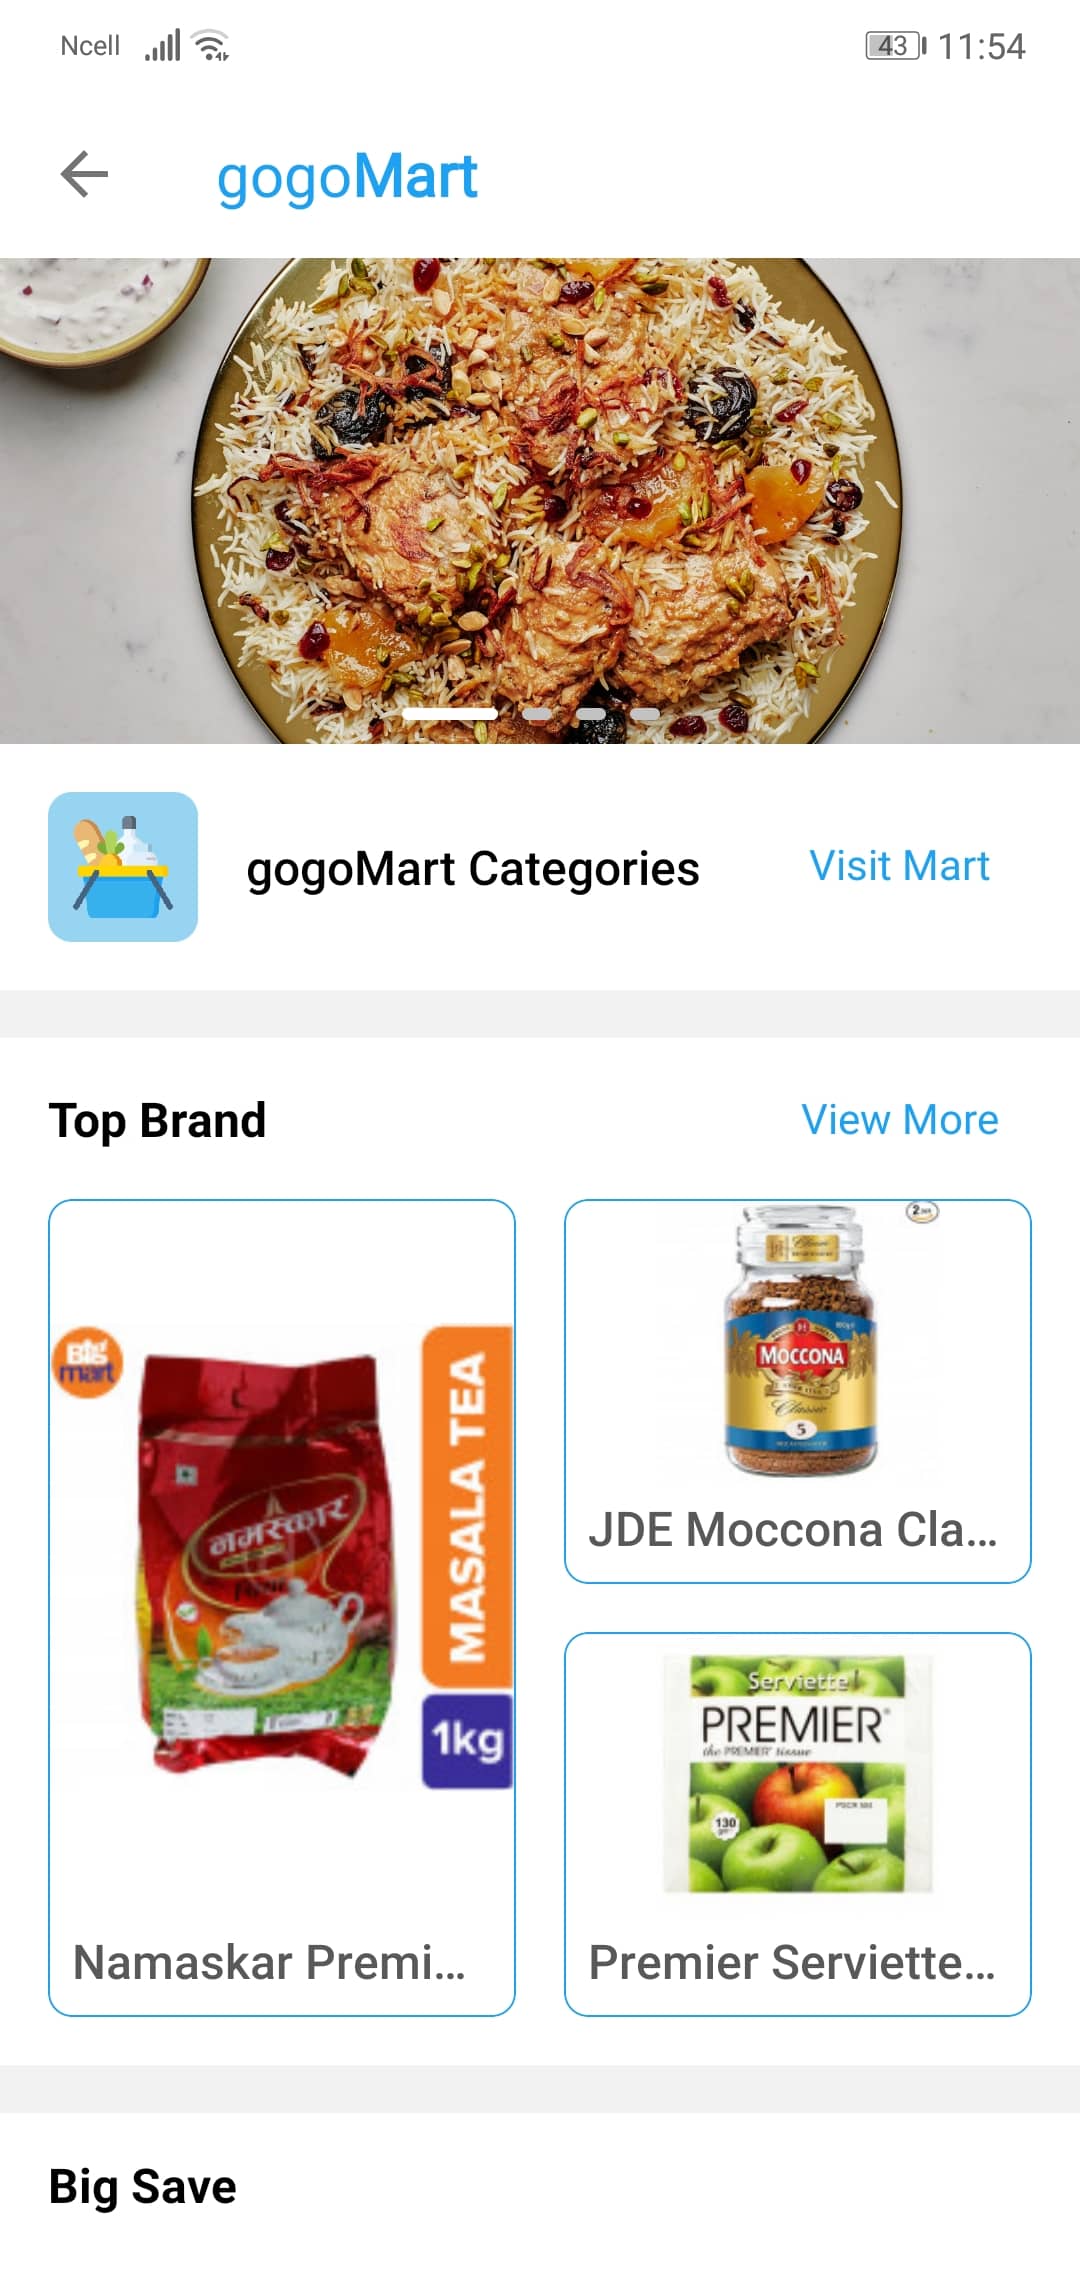 Ncell
43 11:54
gogoMart
gogoMart Categories
Visit Mart
Top Brand
View More
Big
mart
MASALA TEA
नमस्कार
1kg
Namaskar Premi...
MOCCONA
Classic
5
JDE Moccona Cla...
Serviette
PREMIER
the PREMIER tissue
130
Premier Serviette...
Big Save